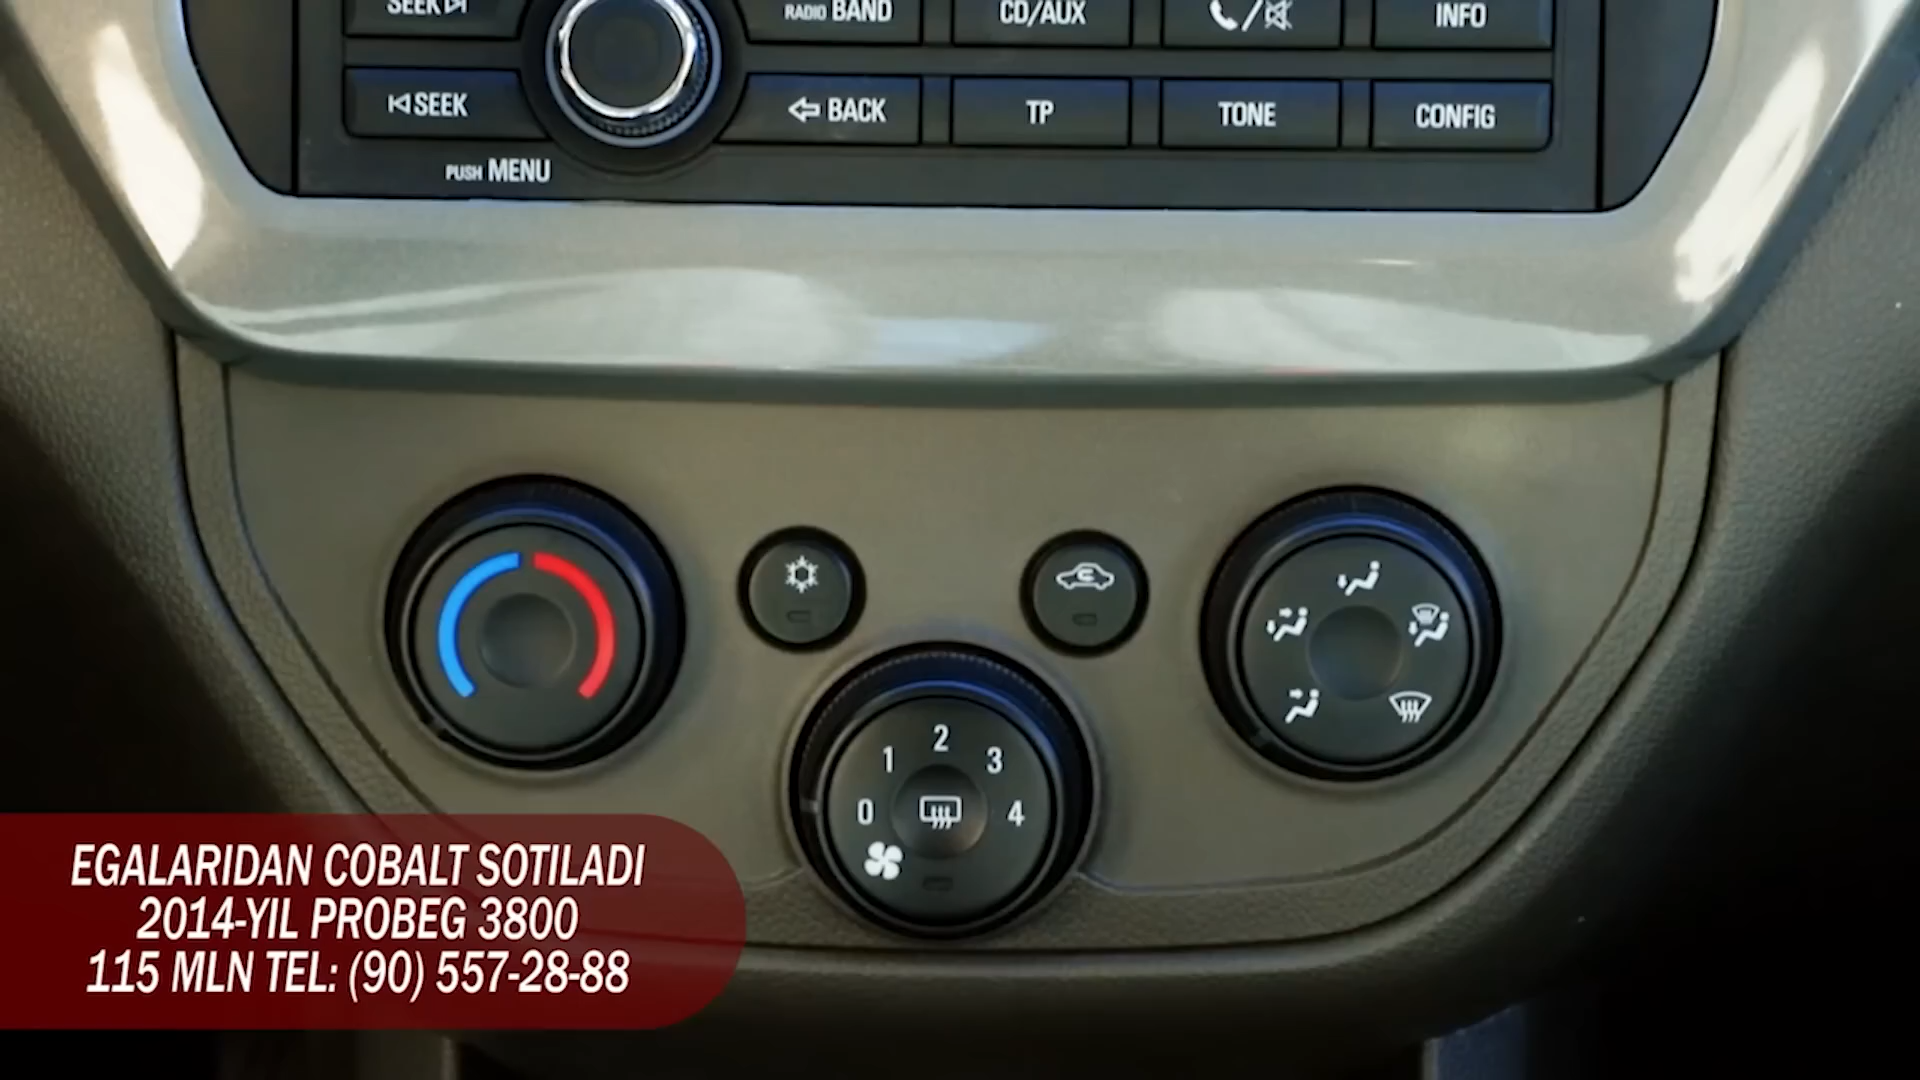 SEEK
RADIO BAND
CD/AUX
INFO
SEEK
BACK
TP
TONE
CONFIG
PUSH MENU
2
1
3
0
4
EGALARIDAN COBALT SOTILADI
2014-YIL PROBEG 3800
115 MLN TEL: (90) 557-28-88